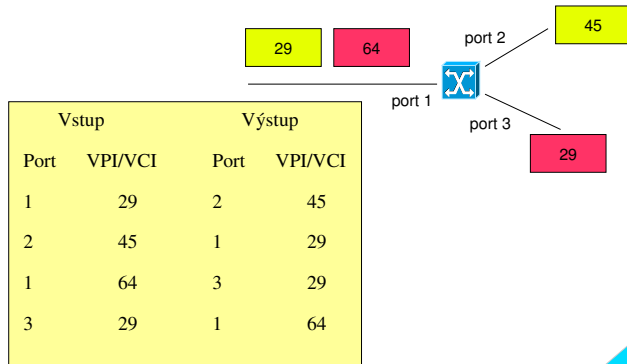 29
64
port 2
45
port 1
port 3
29
Vstup Výstup
Port VPI/VCI Port VPI/VCI
1 29 2 45
2 45 1 29
1 64 3 29
3 29 1 64